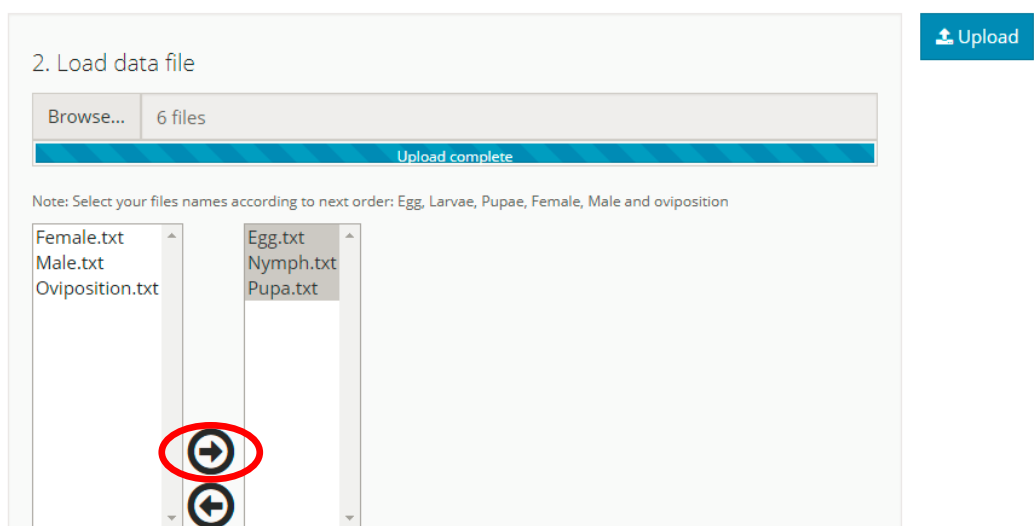 Upload
2. Load data file
Browse... 6 files
Upload complete
Note: Select your files names according to next order: Egg, Larvae, Pupae, Female, Male and oviposition
Female.txt
Male.txt
Oviposition.txt
Egg.txt
Nymph.txt
Pupa.txt